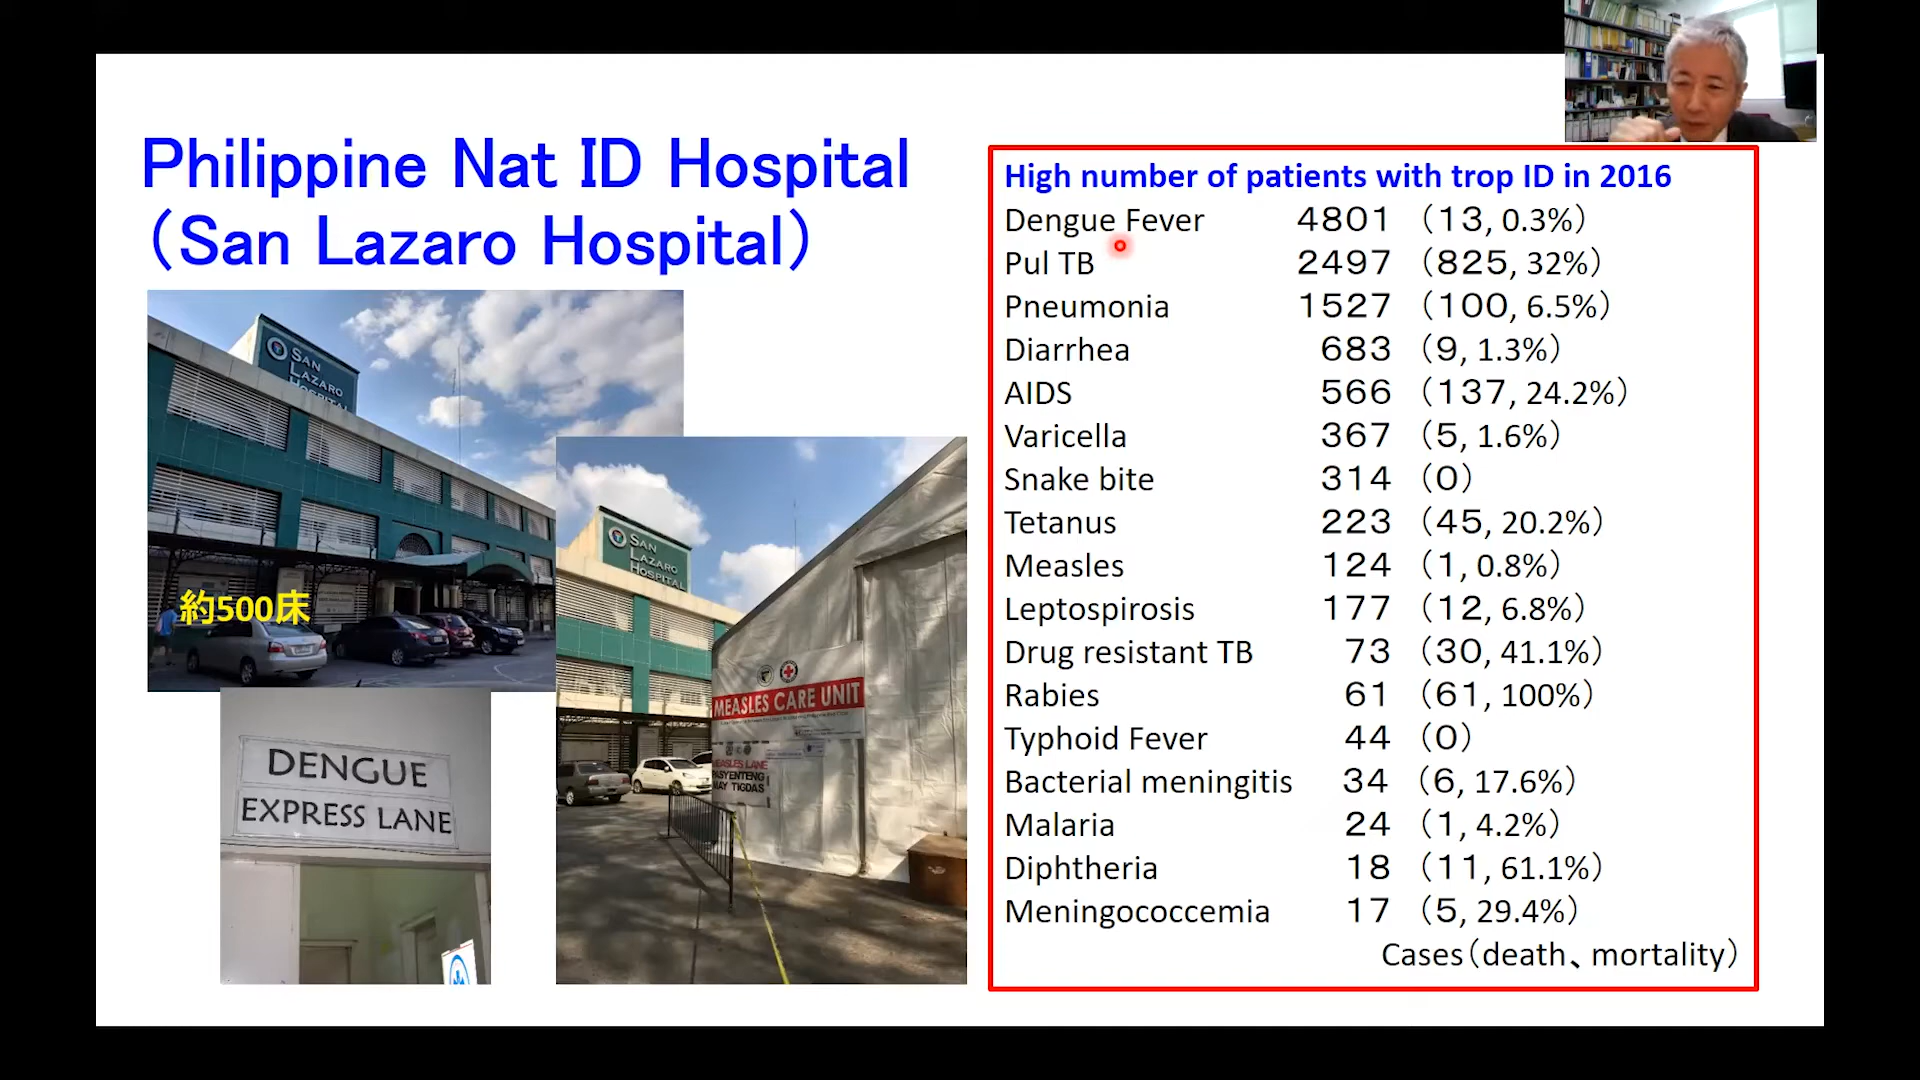 Philippine Nat ID Hospital
(San Lazaro Hospital)
High number of patients with trop ID in 2016
Dengue Fever 4801 (13, 0.3%)
Pul TB 2497 (825, 32%)
Pneumonia 1527 (100, 6.5%)
Diarrhea 683 (9, 1.3%)
AIDS 566 (137, 24.2%)
Varicella 367 (5, 1.6%)
Snake bite 314 (0)
Tetanus 223 (45, 20.2%)
Measles 124 (1, 0.8%)
Leptospirosis 177 (12, 6.8%)
Drug resistant TB 73 (30, 41.1%)
Rabies 61 (61, 100%)
Typhoid Fever 44 (0)
Bacterial meningitis 34 (6, 17.6%)
Malaria 24 (1, 4.2%)
Diphtheria 18 (11, 61.1%)
Meningococcemia 17 (5, 29.4%)
Cases(death、mortality)
SAN
LAZARO
HOSPITAL
約500床
SAN
LAZARO
HOSPITAL
MEASLES CARE UNIT
MEASLES LANE
PASYENTENG
MAY TIGDAS
DENGUE
EXPRESS LANE